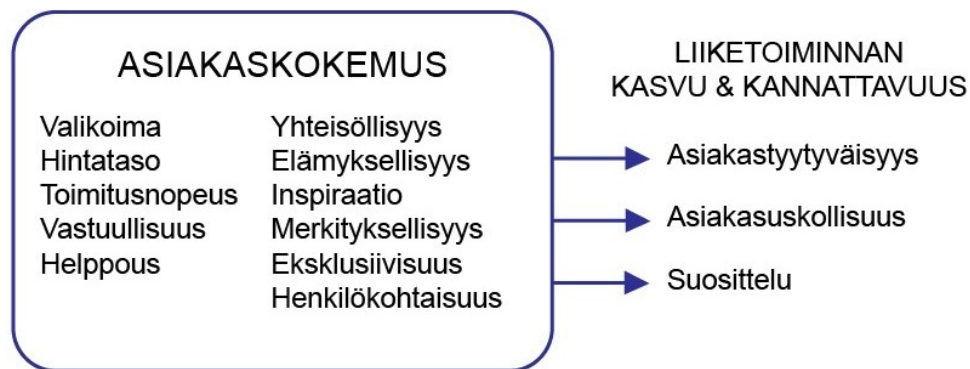 ASIAKASKOKEMUS
Valikoima
Hintataso
Toimitusnopeus
Vastuullisuus
Helppous
Yhteisöllisyys
Elämyksellisyys
Inspiraatio
Merkityksellisyys
Eksklusiivisuus
Henkilökohtaisuus
LIIKETOIMINNAN
KASVU & KANNATTAVUUS
Asiakastyytyväisyys
Asiakasuskollisuus
Suosittelu